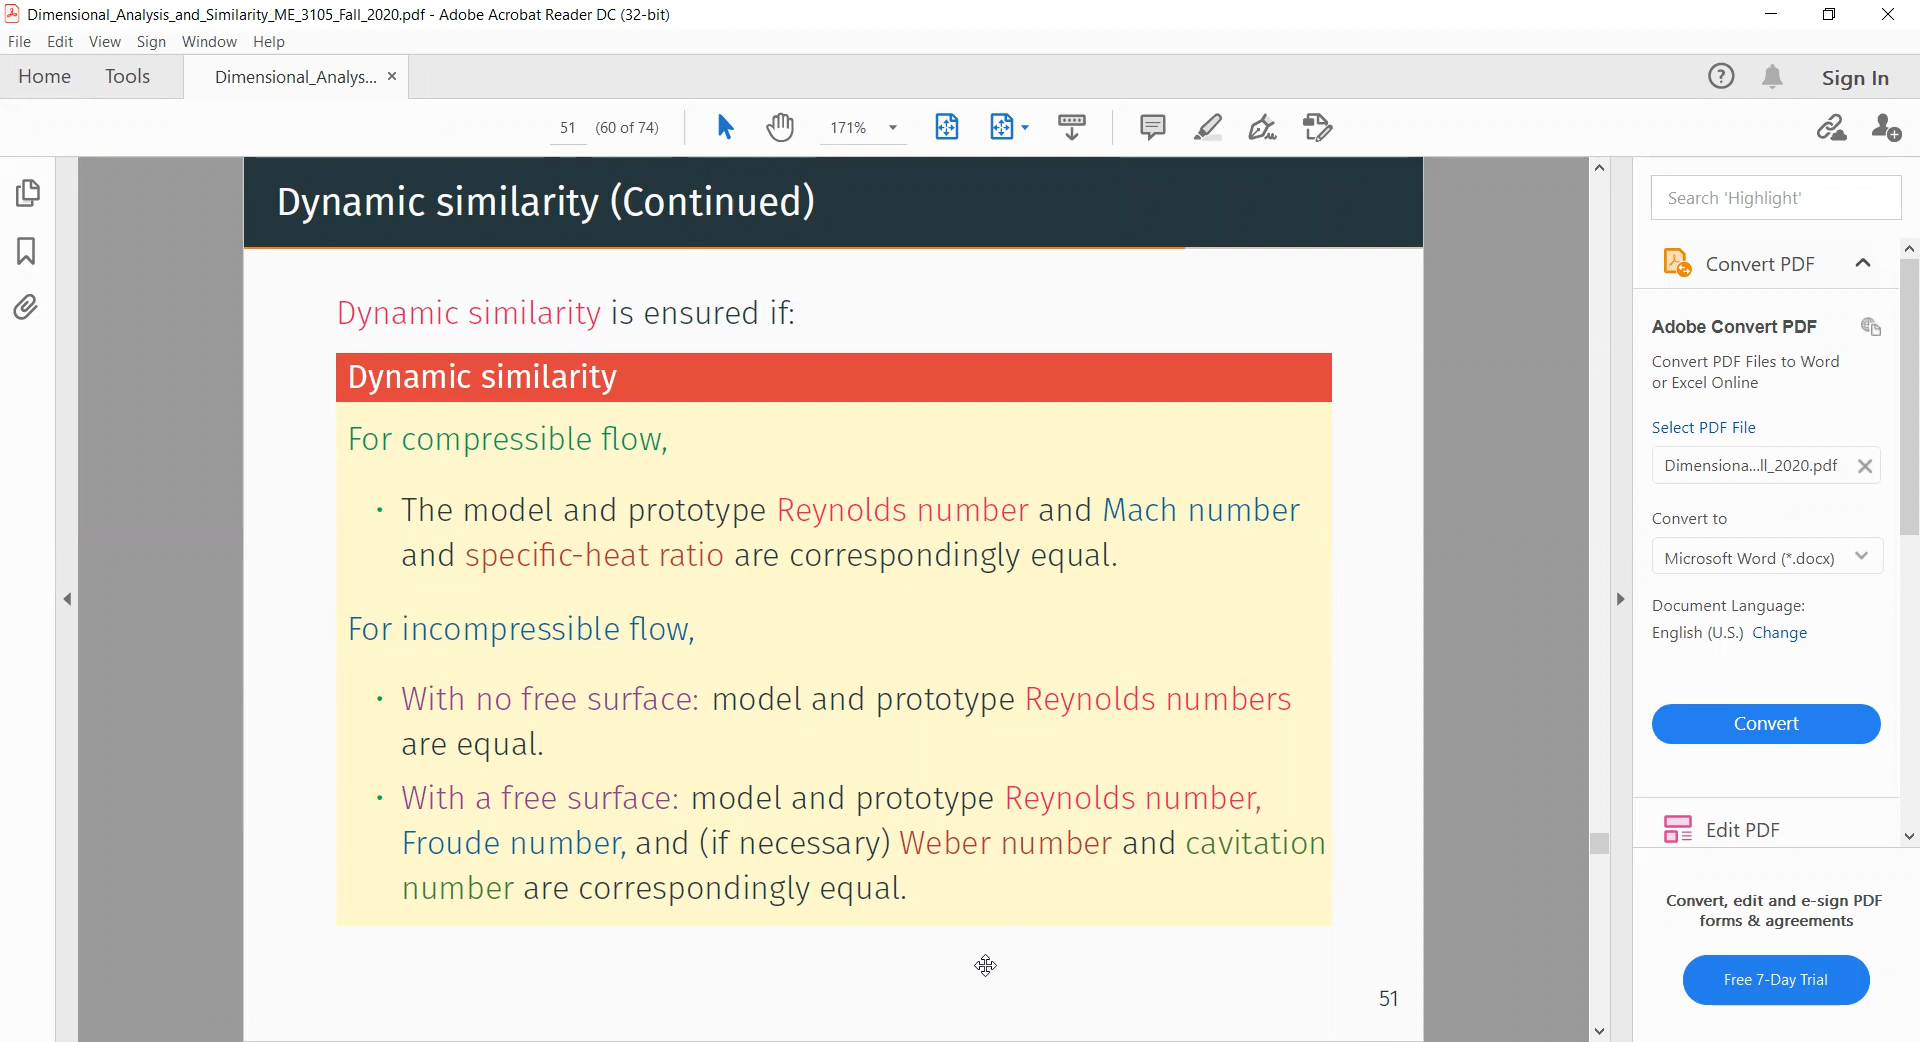 Dimensional_Analysis_and_Similarity_ME_3105_Fall_2020.pdf - Adobe Acrobat Reader DC (32-bit)
File Edit View Sign Window Help
Home Tools Dimensional_Analys... × Sign In
51 (60 of 74) 171%
Dynamic similarity (Continued)
Dynamic similarity is ensured if:
Dynamic similarity
For compressible flow,
• The model and prototype Reynolds number and Mach number
and specific-heat ratio are correspondingly equal.
For incompressible flow,
• With no free surface: model and prototype Reynolds numbers
are equal.
• With a free surface: model and prototype Reynolds number,
Froude number, and (if necessary) Weber number and cavitation
number are correspondingly equal.
51
Search 'Highlight'
Convert PDF
Adobe Convert PDF
Convert PDF Files to Word
or Excel Online
Select PDF File
Dimensiona...ll_2020.pdf
Convert to
Microsoft Word (*.docx)
Document Language:
English (U.S.) Change
Convert
Edit PDF
Convert, edit and e-sign PDF
forms & agreements
Free 7-Day Trial